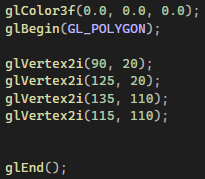 glColor3f(0.0, 0.0, 0.0);
glBegin(GL_POLYGON);
glVertex2i(90, 20);
glVertex2i(125, 20);
glVertex2i(135, 110);
glVertex2i(115, 110);
glEnd();